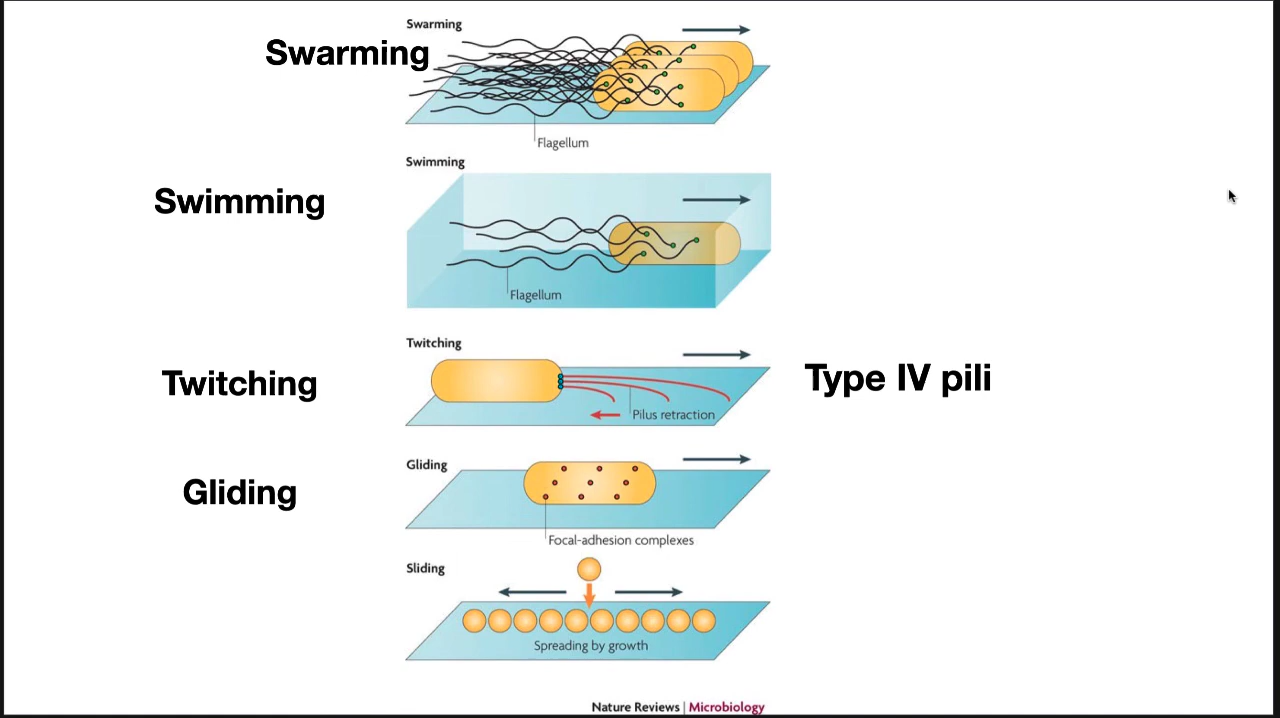 Swarming
Swarming
Flagellum
Swimming
Swimming
Flagellum
Twitching
Twitching
Type IV pili
Pilus retraction
Gliding
Gliding
Focal-adhesion complexes
Sliding
Spreading by growth
Nature Reviews | Microbiology